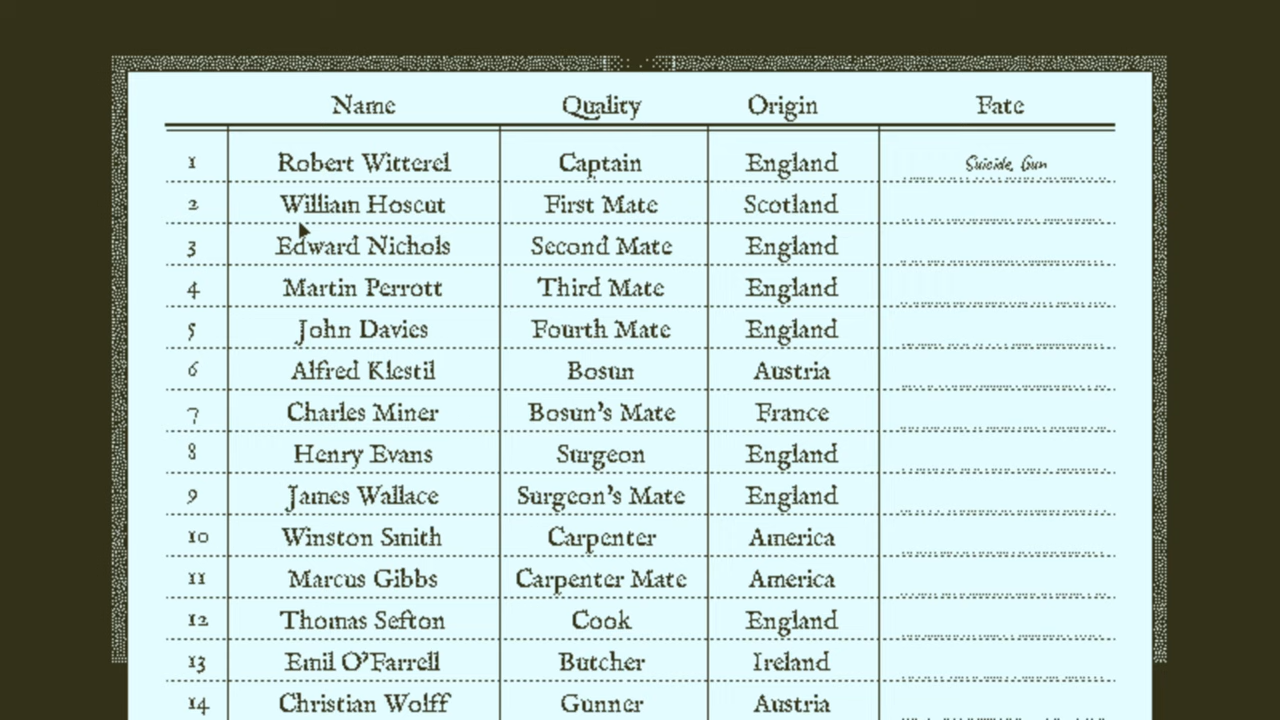 Name Quality Origin Fate
1 Robert Witterel Captain England Suicide, Gun
2 William Hoscut First Mate Scotland
3 Edward Nichols Second Mate England
4 Martin Perrott Third Mate England
5 John Davies Fourth Mate England
6 Alfred Klestil Bosun Austria
7 Charles Miner Bosun's Mate France
8 Henry Evans Surgeon England
9 James Wallace Surgeon's Mate England
10 Winston Smith Carpenter America
11 Marcus Gibbs Carpenter Mate America
12 Thomas Sefton Cook England
13 Emil O'Farrell Butcher Ireland
14 Christian Wolff Gunner Austria